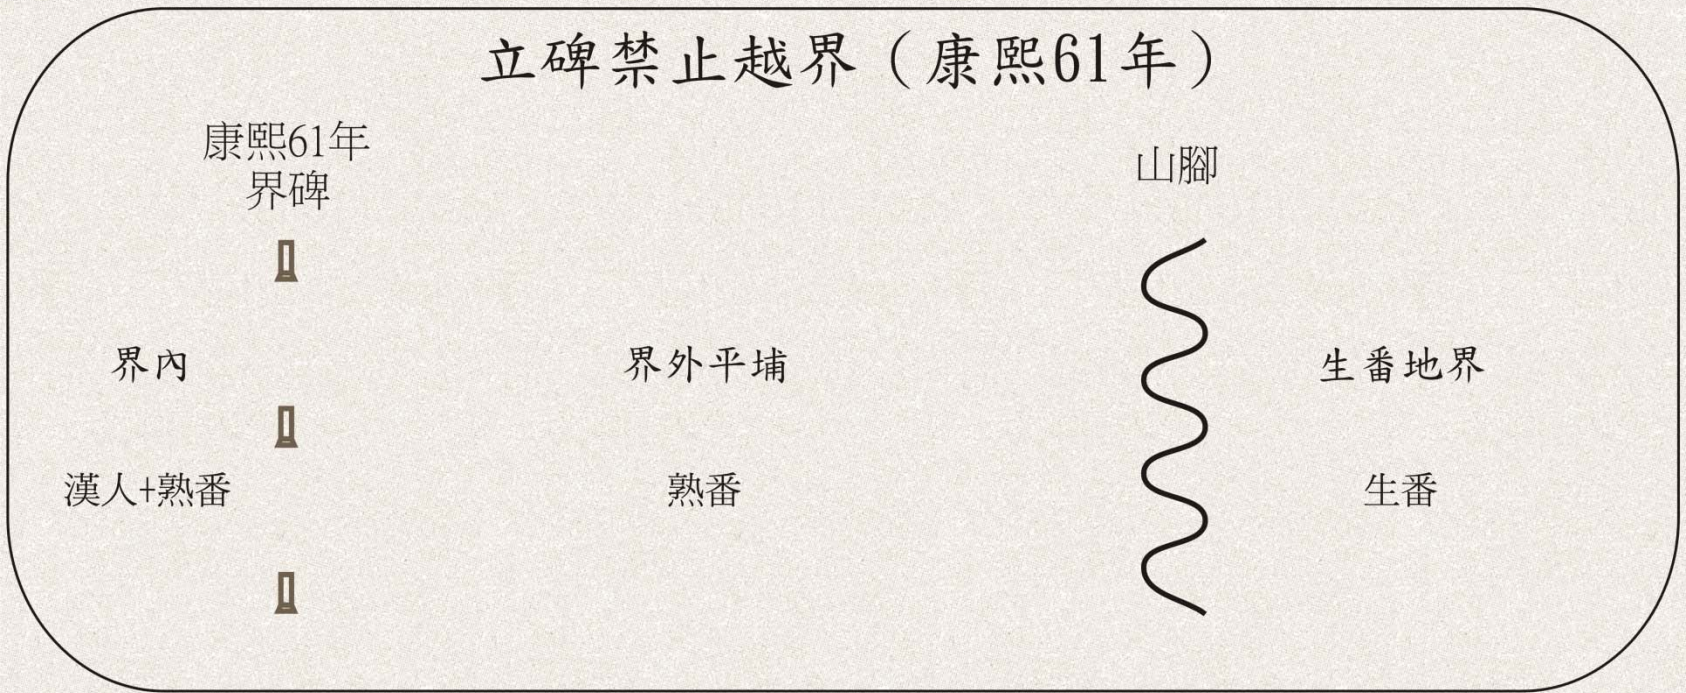 立碑禁止越界（康熙61年）
康熙61年
界碑
山腳
界內
界外平埔
生番地界
漢人+熟番
熟番
生番